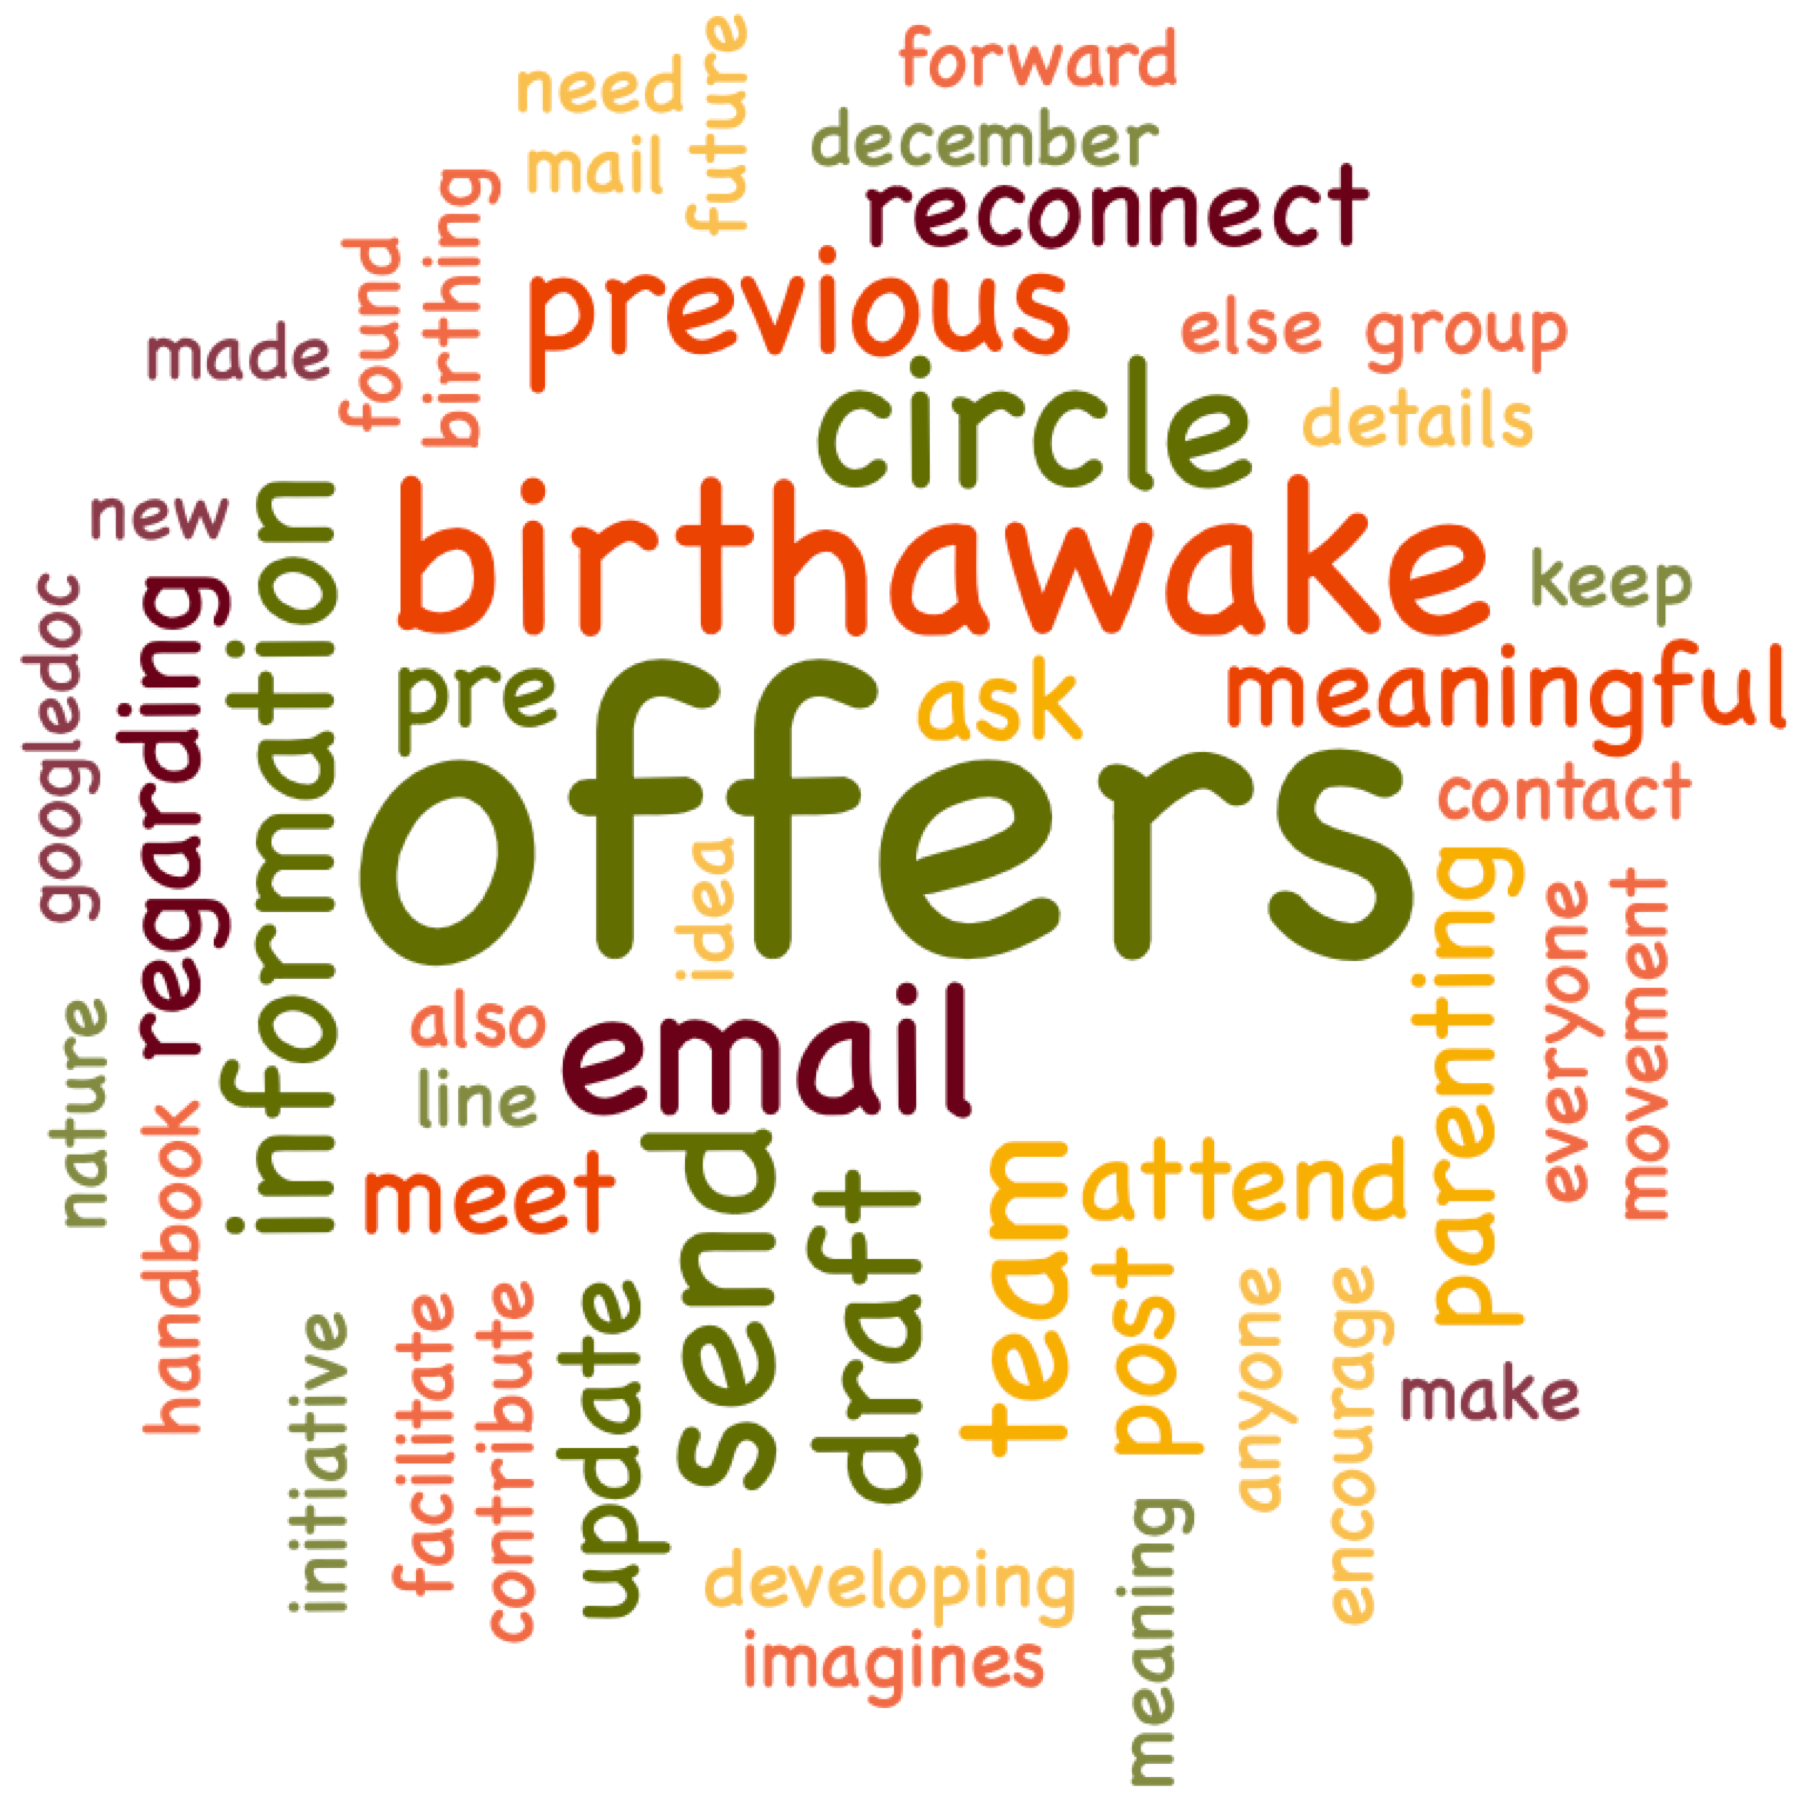 forward
need
future
december
mail
reconnect
birthing
found
previous
else
group
made
circle
details
new
information
birthawake
keep
googledoc
regarding
pre
offers
ask
meaningful
contact
idea
parenting
everyone
movement
nature
also
email
line
handbook
meet
send
draft
team
attend
post
initiative
facilitate
contribute
update
anyone
encourage
make
developing
meaning
imagines